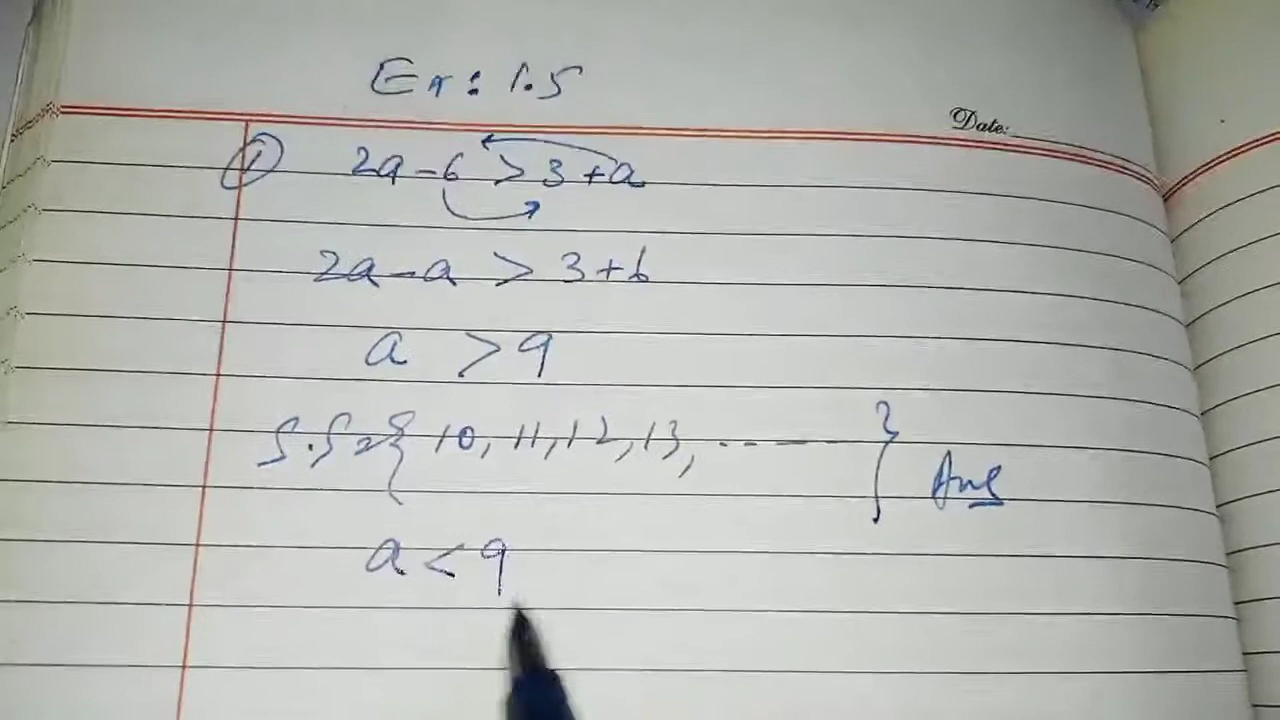 Ex: 1.5
Date:
① 2a - 6 > 3 + a
2a - a > 3 + 6
a > 9
S.S = { 10, 11, 12, 13, ------ } Ans
a < 9